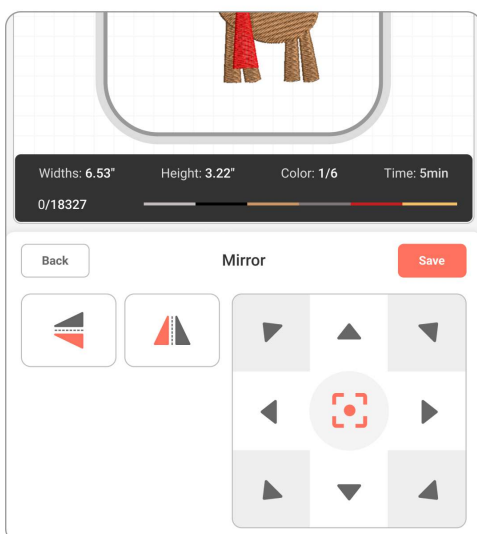 Widths: 6.53" Height: 3.22" Color: 1/6 Time: 5min
0/18327
Back Mirror Save